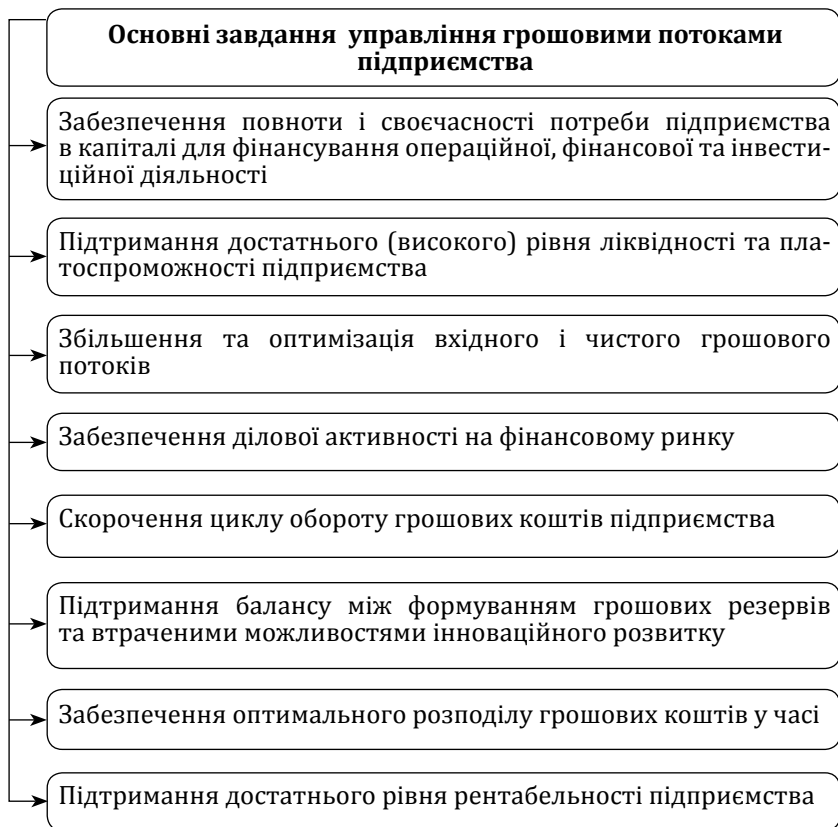 Основні завдання управління грошовими потоками
підприємства
Забезпечення повноти і своєчасності потреби підприємства
в капіталі для фінансування операційної, фінансової та інвести-
ційної діяльності
Підтримання достатнього (високого) рівня ліквідності та пла-
тоспроможності підприємства
Збільшення та оптимізація вхідного і чистого грошового
потоків
Забезпечення ділової активності на фінансовому ринку
Скорочення циклу обороту грошових коштів підприємства
Підтримання балансу між формуванням грошових резервів
та втраченими можливостями інноваційного розвитку
Забезпечення оптимального розподілу грошових коштів у часі
Підтримання достатнього рівня рентабельності підприємства